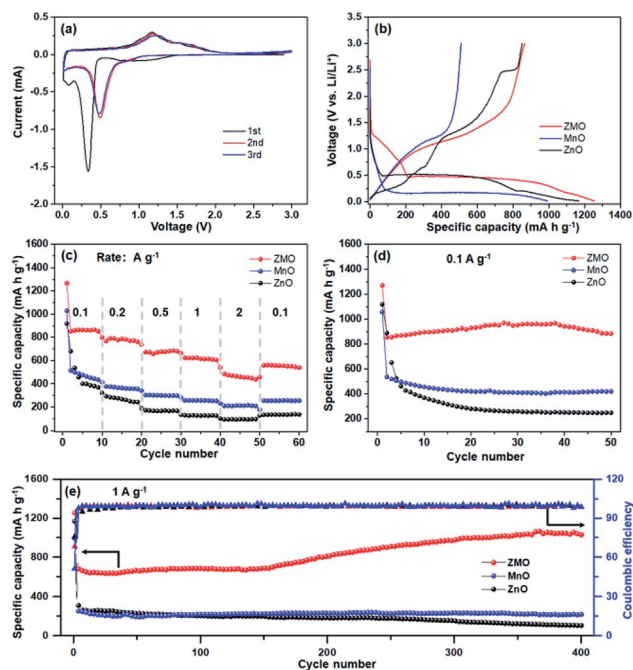 (a)
Current (mA)
0.5
0.0
-0.5
-1.0
-1.5
-2.0
1st
2nd
3rd
0.0 0.5 1.0 1.5 2.0 2.5 3.0
Voltage (V)
(b)
Voltage (V vs. Li/Li⁺)
3.5
3.0
2.5
2.0
1.5
1.0
0.5
0.0
ZMO
MnO
ZnO
0 200 400 600 800 1000 1200
Specific capacity (mA h g⁻¹)
(c) Rate: A g⁻¹
Specific capacity (mA h g⁻¹)
1600
1400
1200
1000
800
600
400
200
0
ZMO
MnO
ZnO
0.1 0.2 0.5 1 2 0.1
0 10 20 30 40 50 60
Cycle number
(d) 0.1 A g⁻¹
Specific capacity (mA h g⁻¹)
1600
1400
1200
1000
800
600
400
200
ZMO
MnO
ZnO
0 10 20 30 40 50
Cycle number
(e) 1 A g⁻¹
Specific capacity (mA h g⁻¹)
1600
1200
800
400
0
ZMO
MnO
ZnO
0 100 200 300 400
Cycle number
120
90
60
30
0
Coulombic efficiency